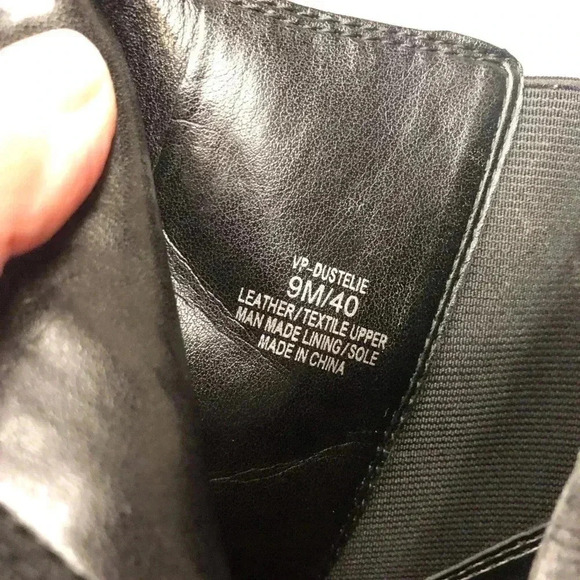 VP-DUSTELIE
9M/40
LEATHER/TEXTILE UPPER
MAN MADE LINING/SOLE
MADE IN CHINA